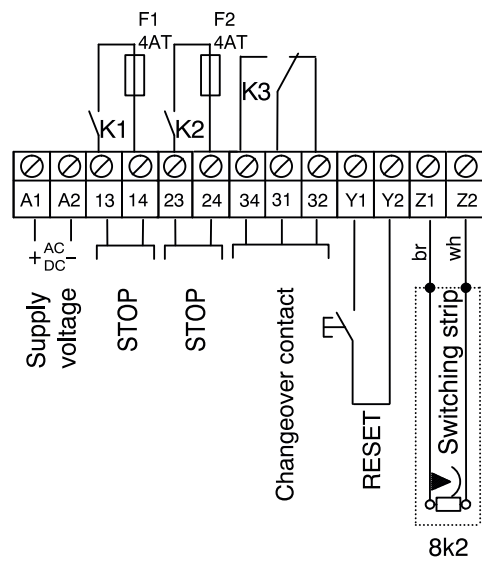 F1 F2
4AT 4AT
K1 K2 K3
A1 A2 13 14 23 24 34 31 32 Y1 Y2 Z1 Z2
+ AC DC -
br wh
Supply voltage
STOP
STOP
Changeover contact
RESET
Switching strip
8k2